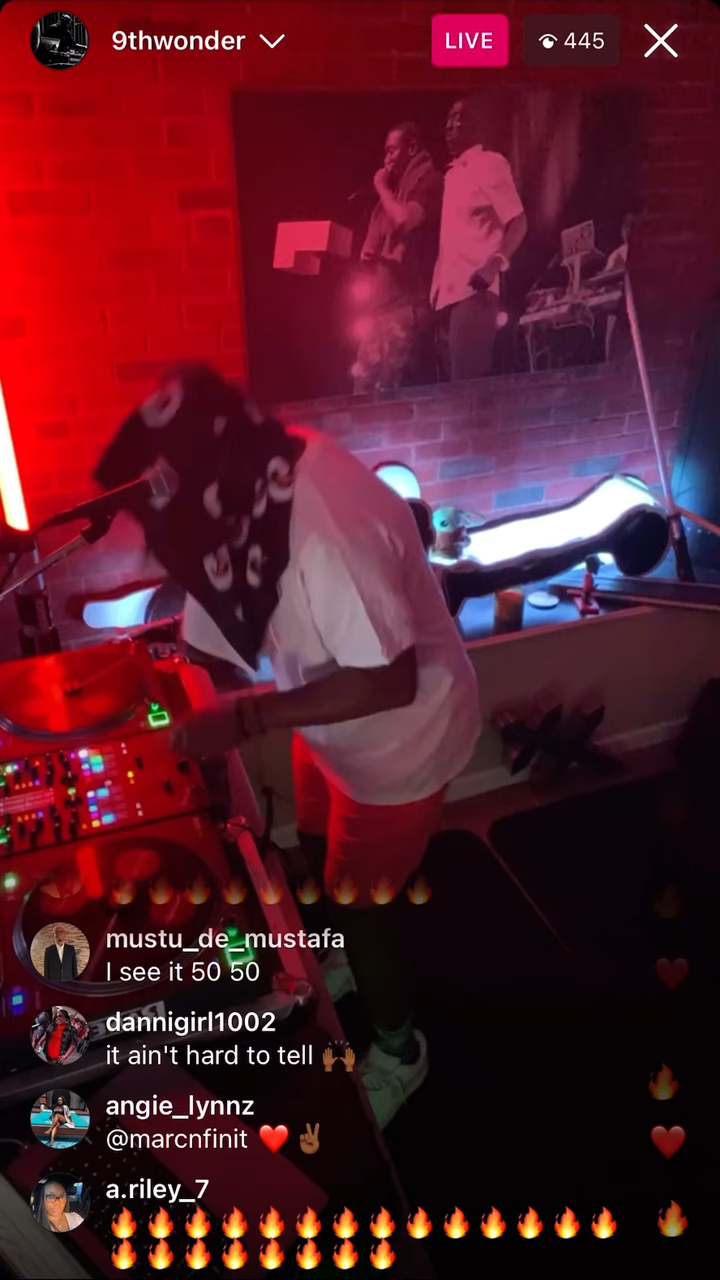 9thwonder
LIVE
445
mustu_de_mustafa
I see it 50 50
dannigirl1002
it ain't hard to tell 🙌🏾
angie_lynnz
@marcnfinit ❤️ ✌🏾
a.riley_7
🔥🔥🔥🔥🔥🔥🔥🔥🔥🔥🔥🔥🔥🔥
🔥🔥🔥🔥🔥🔥🔥🔥